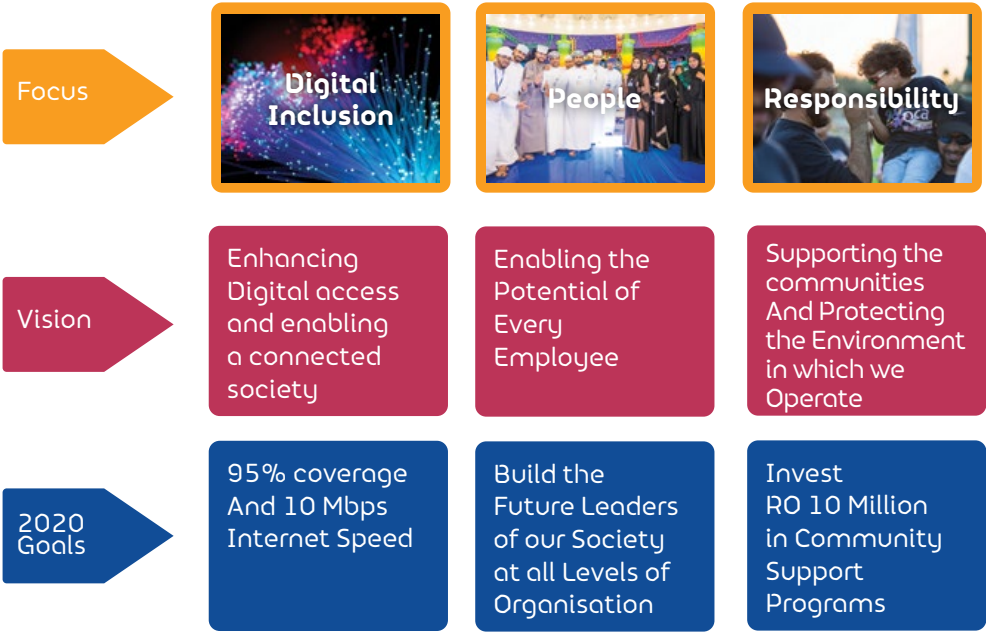 Focus
Digital
Inclusion
People
Responsibility
Vision
Enhancing
Digital access
and enabling
a connected
society
Enabling the
Potential of
Every
Employee
Supporting the
communities
And Protecting
the Environment
in which we
Operate
2020
Goals
95% coverage
And 10 Mbps
Internet Speed
Build the
Future Leaders
of our Society
at all Levels of
Organisation
Invest
RO 10 Million
in Community
Support
Programs